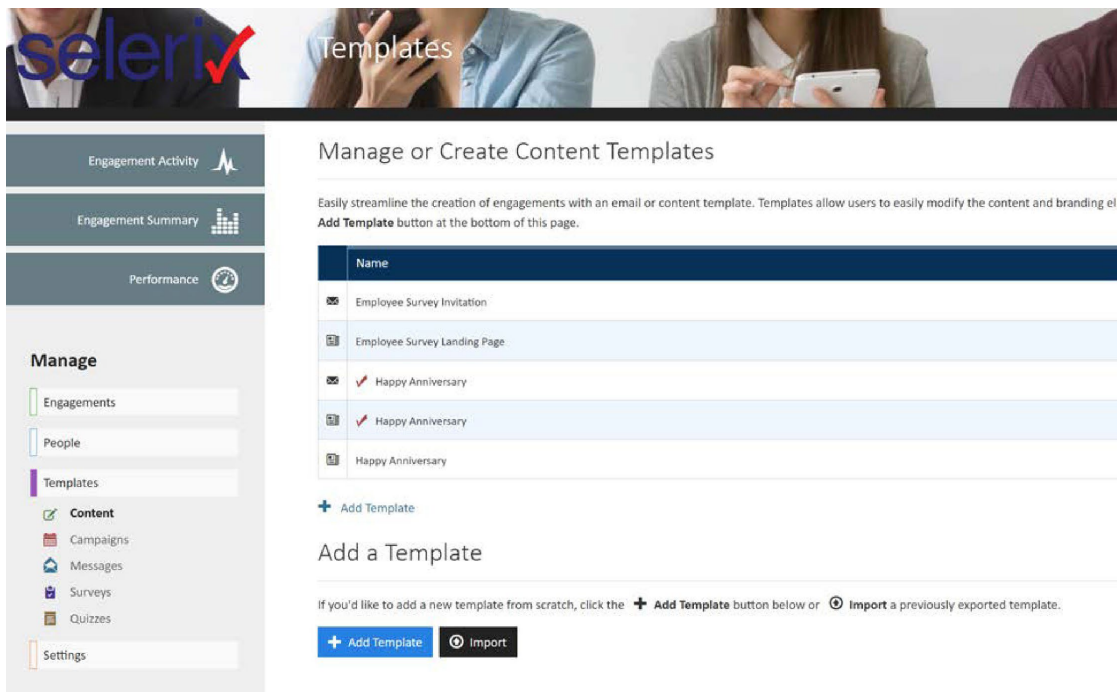 selerix
Templates
Engagement Activity
Engagement Summary
Performance
Manage
Engagements
People
Templates
Content
Campaigns
Messages
Surveys
Quizzes
Settings
Manage or Create Content Templates
Easily streamline the creation of engagements with an email or content template. Templates allow users to easily modify the content and branding el
Add Template button at the bottom of this page.
Name
Employee Survey Invitation
Employee Survey Landing Page
Happy Anniversary
Happy Anniversary
Happy Anniversary
Add Template
Add a Template
If you'd like to add a new template from scratch, click the Add Template button below or Import a previously exported template.
Add Template
Import